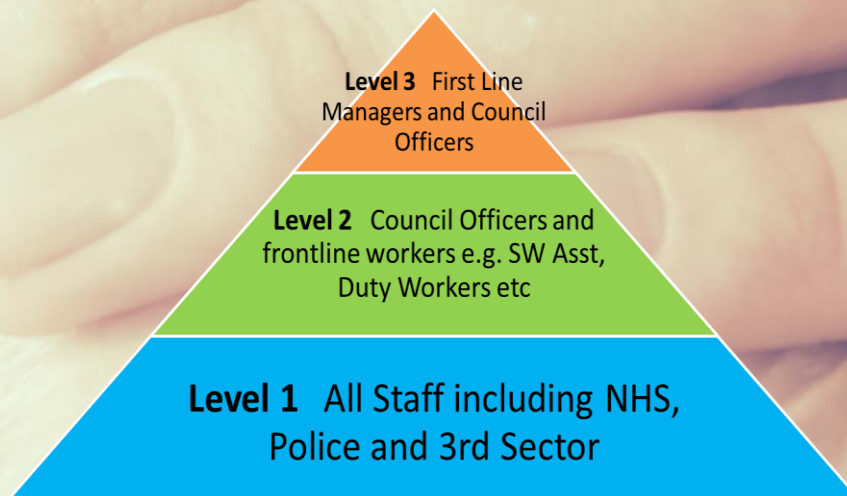 Level 3 First Line
Managers and Council
Officers
Level 2 Council Officers and
frontline workers e.g. SW Asst,
Duty Workers etc
Level 1 All Staff including NHS,
Police and 3rd Sector